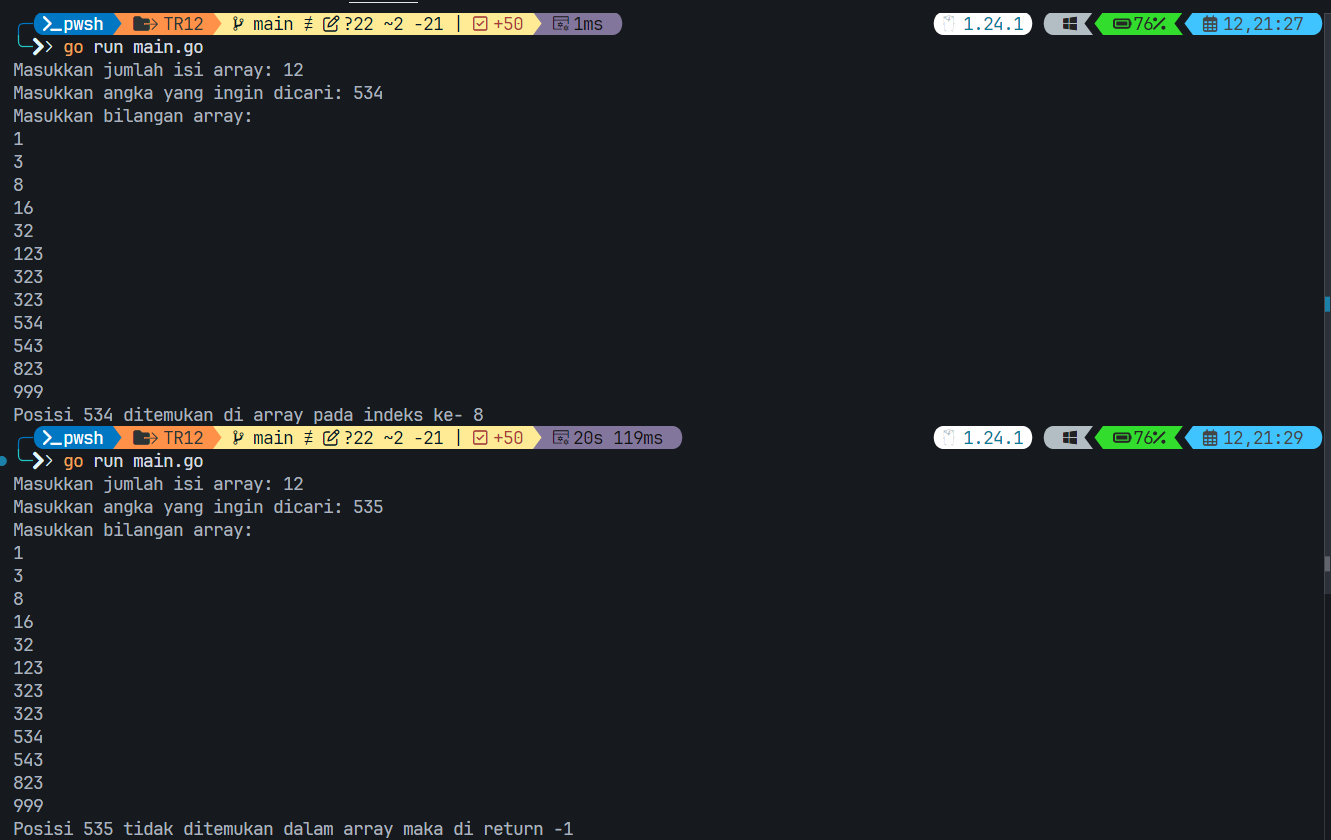 pwsh TR12 main ≢ ?22 ~2 -21 | +50 1ms 1.24.1 76% 12,21:27
go run main.go
Masukkan jumlah isi array: 12
Masukkan angka yang ingin dicari: 534
Masukkan bilangan array:
1
3
8
16
32
123
323
323
534
543
823
999
Posisi 534 ditemukan di array pada indeks ke- 8
pwsh TR12 main ≢ ?22 ~2 -21 | +50 20s 119ms 1.24.1 76% 12,21:29
go run main.go
Masukkan jumlah isi array: 12
Masukkan angka yang ingin dicari: 535
Masukkan bilangan array:
1
3
8
16
32
123
323
323
534
543
823
999
Posisi 535 tidak ditemukan dalam array maka di return -1